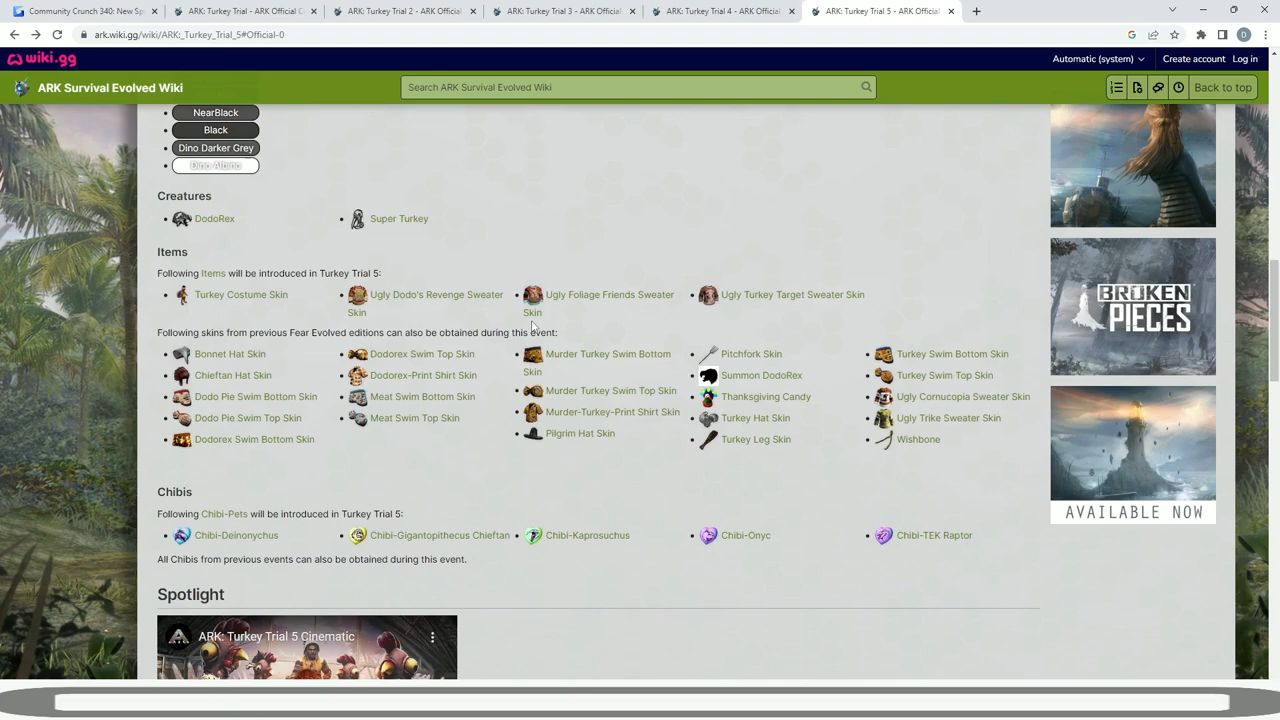 Community Crunch 340: New Sp
ARK: Turkey Trial - ARK Official C
ARK: Turkey Trial 2 - ARK Official
ARK: Turkey Trial 3 - ARK Official
ARK: Turkey Trial 4 - ARK Official
ARK: Turkey Trial 5 - ARK Official
ark.wiki.gg/wiki/ARK:_Turkey_Trial_5#Official-0
D
wiki.gg
Automatic (system)
Create account
Log in
ARK Survival Evolved Wiki
Search ARK Survival Evolved Wiki
Back to top
NearBlack
Black
Dino Darker Grey
Dino Albino
Creatures
DodoRex
Super Turkey
Items
Following Items will be introduced in Turkey Trial 5:
Turkey Costume Skin
Ugly Dodo's Revenge Sweater
Skin
Ugly Foliage Friends Sweater
Skin
Ugly Turkey Target Sweater Skin
Following skins from previous Fear Evolved editions can also be obtained during this event:
Bonnet Hat Skin
Chieftan Hat Skin
Dodo Pie Swim Bottom Skin
Dodo Pie Swim Top Skin
Dodorex Swim Bottom Skin
Dodorex Swim Top Skin
Dodorex-Print Shirt Skin
Meat Swim Bottom Skin
Meat Swim Top Skin
Murder Turkey Swim Bottom
Skin
Murder Turkey Swim Top Skin
Murder-Turkey-Print Shirt Skin
Pilgrim Hat Skin
Pitchfork Skin
Summon DodoRex
Thanksgiving Candy
Turkey Hat Skin
Turkey Leg Skin
Turkey Swim Bottom Skin
Turkey Swim Top Skin
Ugly Cornucopia Sweater Skin
Ugly Trike Sweater Skin
Wishbone
Chibis
Following Chibi-Pets will be introduced in Turkey Trial 5:
Chibi-Deinonychus
Chibi-Gigantopithecus Chieftan
Chibi-Kaprosuchus
Chibi-Onyc
Chibi-TEK Raptor
All Chibis from previous events can also be obtained during this event.
Spotlight
ARK: Turkey Trial 5 Cinematic
BROKEN
PIECES
AVAILABLE NOW